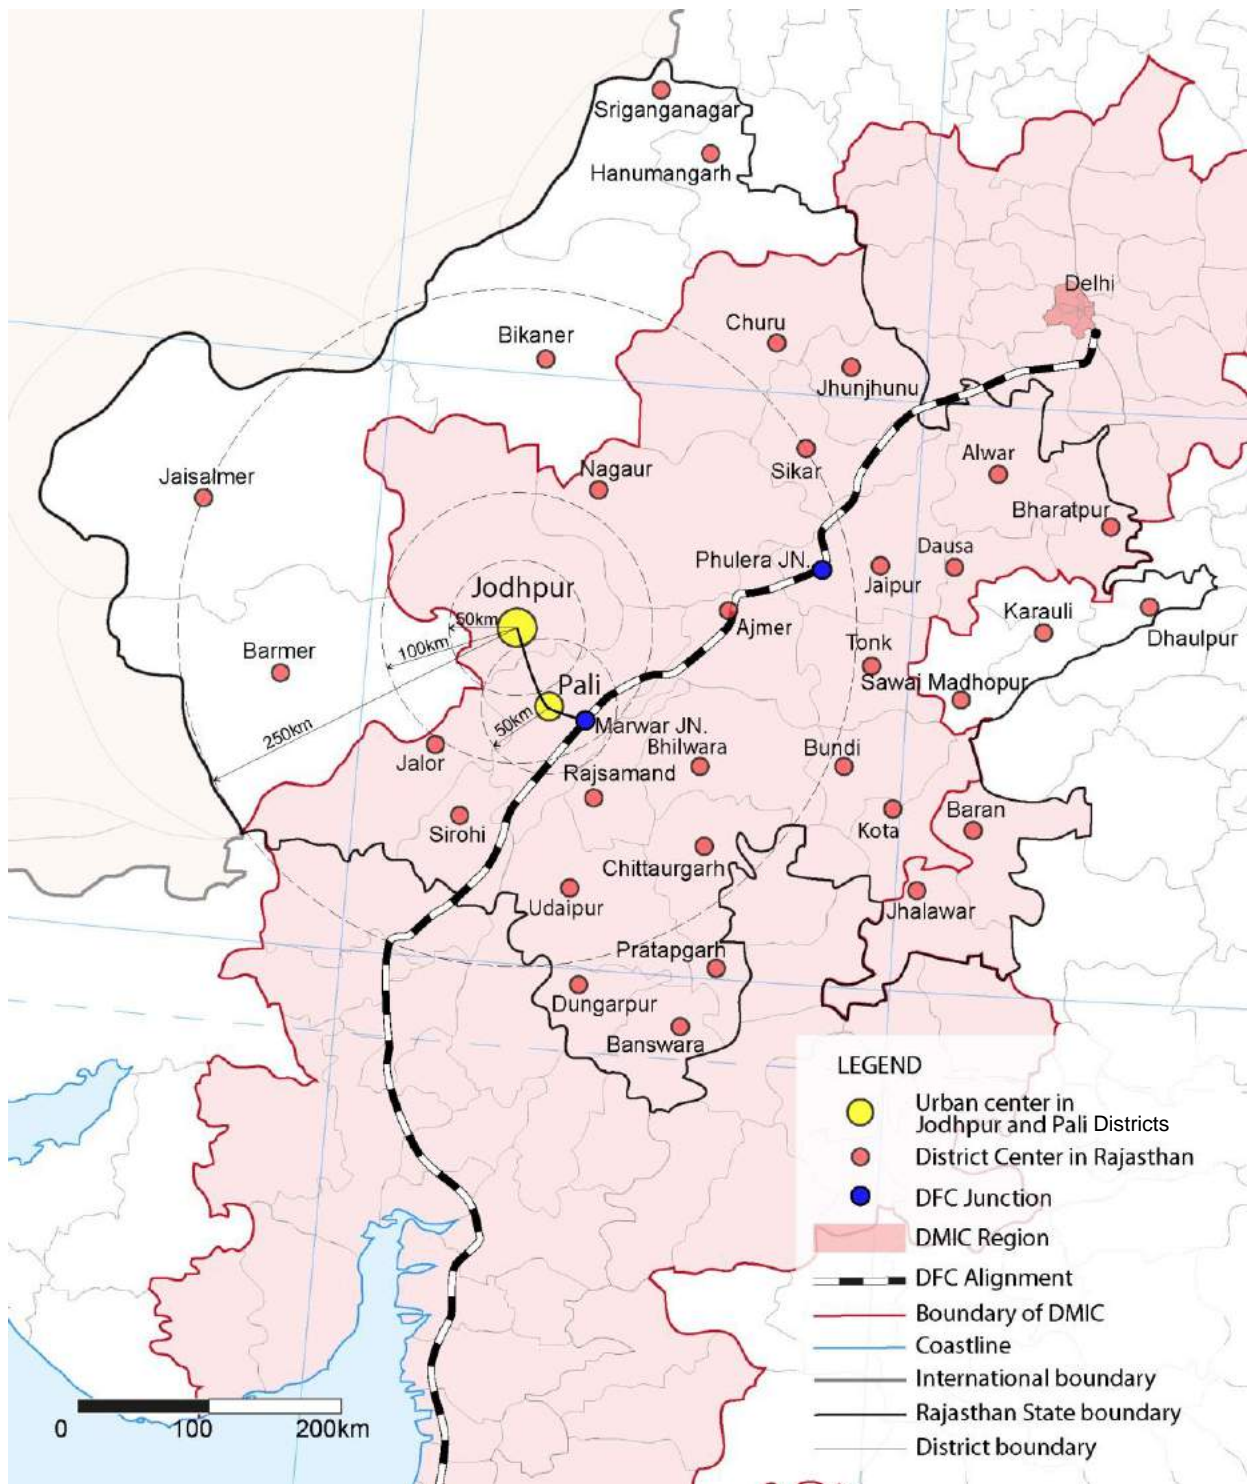 Sriganganagar
Hanumangarh
Delhi
Churu
Bikaner
Jhunjhunu
Nagaur
Sikar
Alwar
Jaisalmer
Bharatpur
Phulera JN.
Dausa
Jaipur
Jodhpur
Karauli
50km
Ajmer
Dhaulpur
100km
Tonk
Barmer
Pali
Sawai Madhopur
250km
50km
Marwar JN.
Bhilwara
Bundi
Jalor
Rajsamand
Baran
Sirohi
Kota
Chittaurgarh
Udaipur
Jhalawar
Pratapgarh
Dungarpur
Banswara
LEGEND
Urban center in
Jodhpur and Pali Districts
District Center in Rajasthan
DFC Junction
DMIC Region
DFC Alignment
Boundary of DMIC
Coastline
International boundary
Rajasthan State boundary
District boundary
0 100 200km